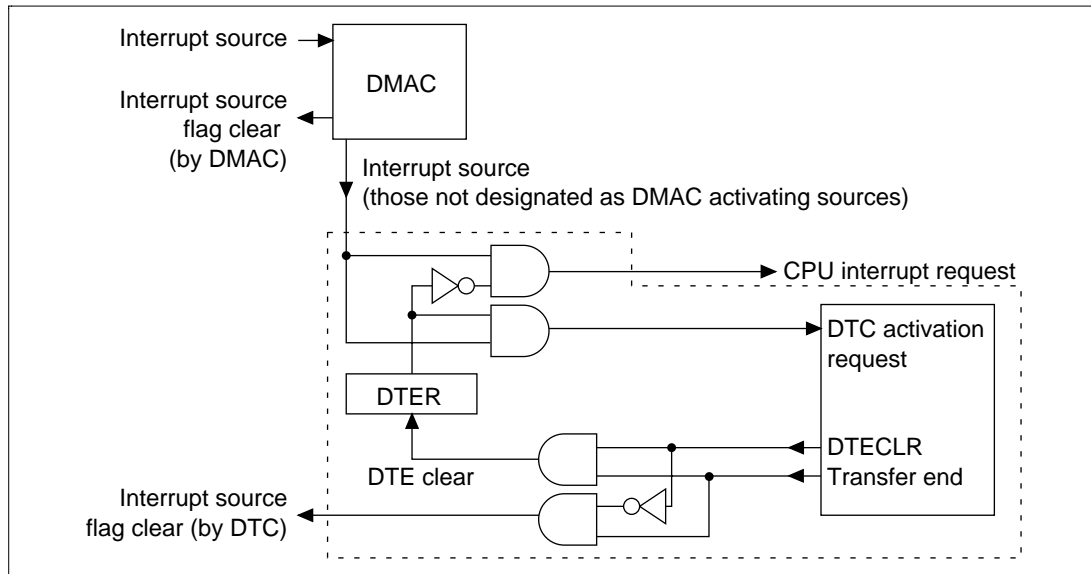 Interrupt source
DMAC
Interrupt source
flag clear
(by DMAC)
Interrupt source
(those not designated as DMAC activating sources)
CPU interrupt request
DTC activation
request
DTER
DTECLR
DTE clear
Transfer end
Interrupt source
flag clear (by DTC)